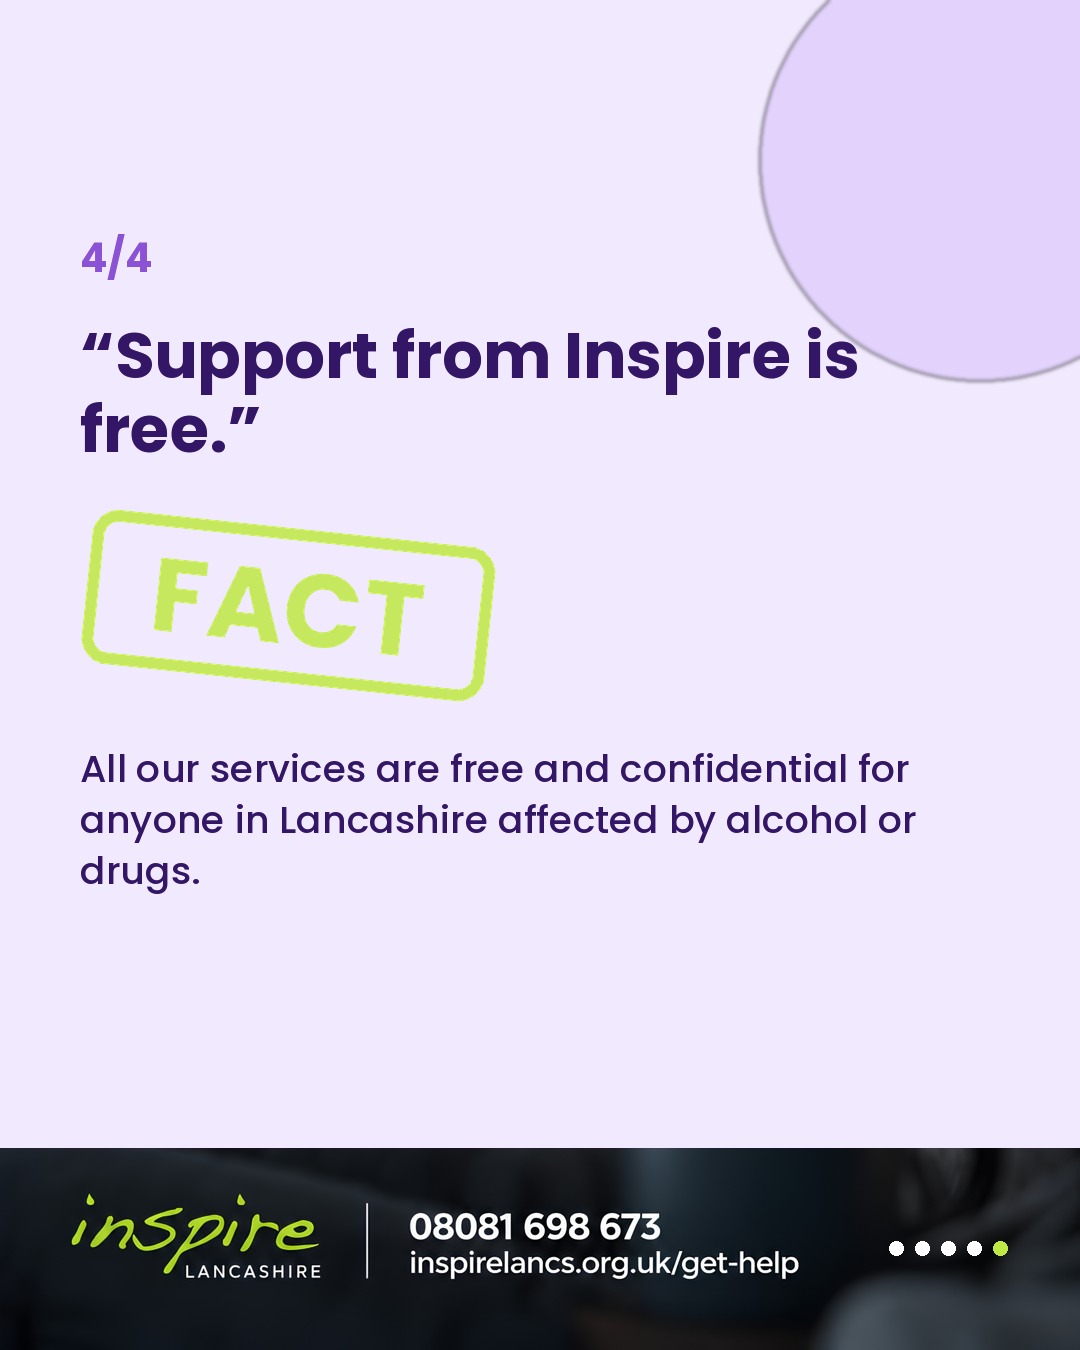 4/4
“Support from Inspire is
free.”
FACT
All our services are free and confidential for
anyone in Lancashire affected by alcohol or
drugs.
inspire
LANCASHIRE
08081 698 673
inspirelancs.org.uk/get-help